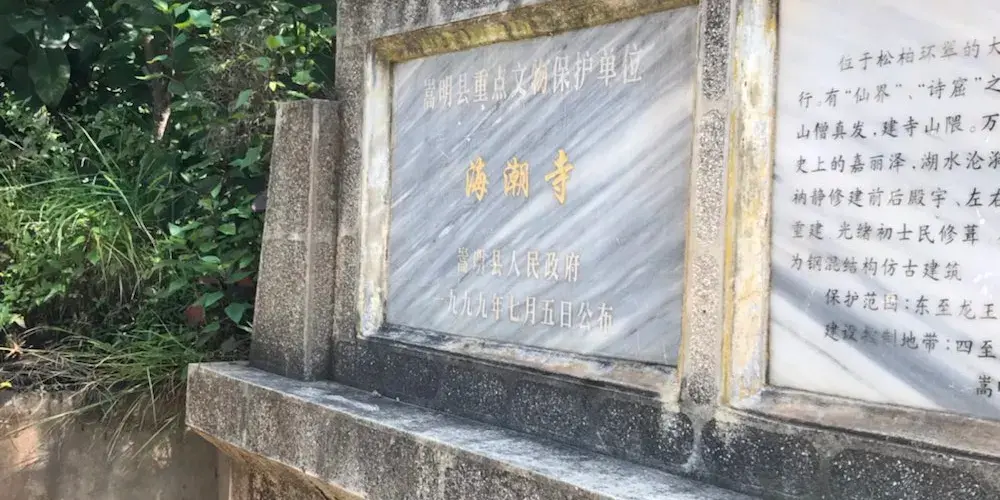 嵩明县重点文物保护单位
海潮寺
嵩明县人民政府
一九九九年七月五日公布
位于松柏环翠的大
行。有“仙界”、“诗窟”之
山僧真发，建寺山隈。万
史上的嘉丽泽、湖水沦漪
衲静修建前后殿宇、左右
重建 光绪初士民修葺
为钢混结构仿古建筑
保护范围：东至龙王
建设控制地带：四至
嵩